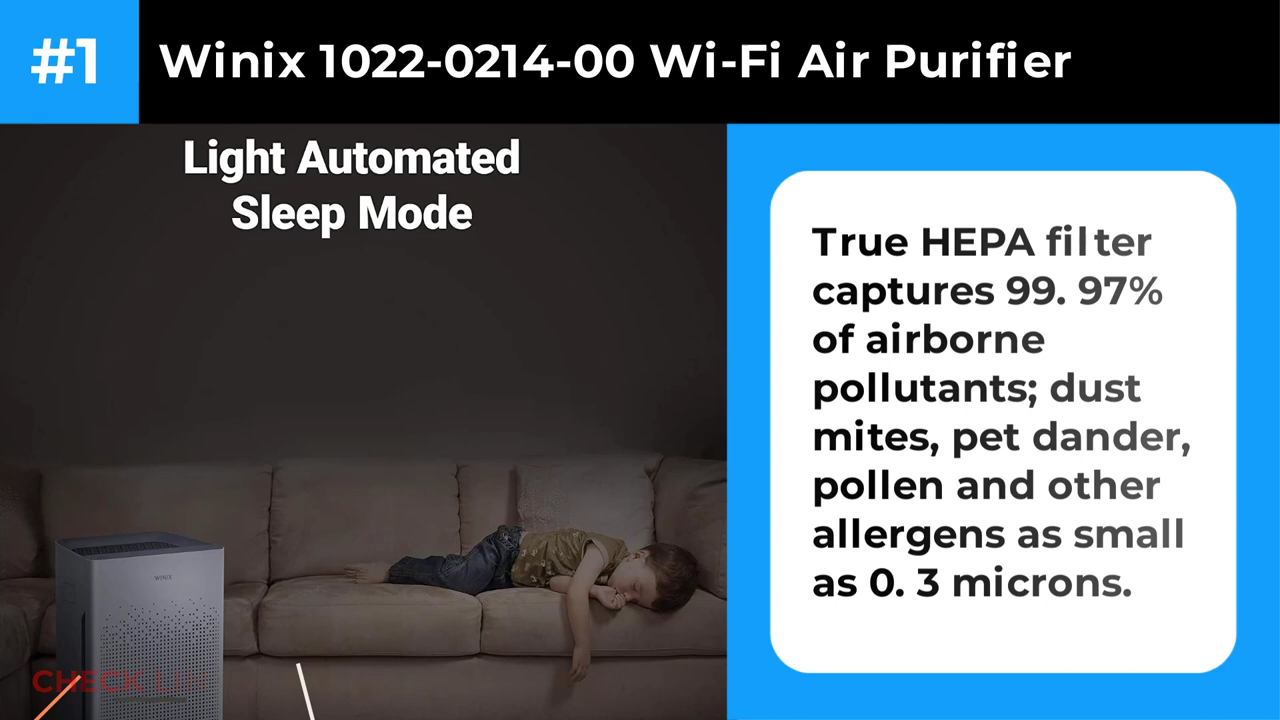 #1
Winix 1022-0214-00 Wi-Fi Air Purifier
Light Automated
Sleep Mode
True HEPA filter
captures 99. 97%
of airborne
pollutants; dust
mites, pet dander,
pollen and other
allergens as small
as 0. 3 microns.
WINIX
CHECK